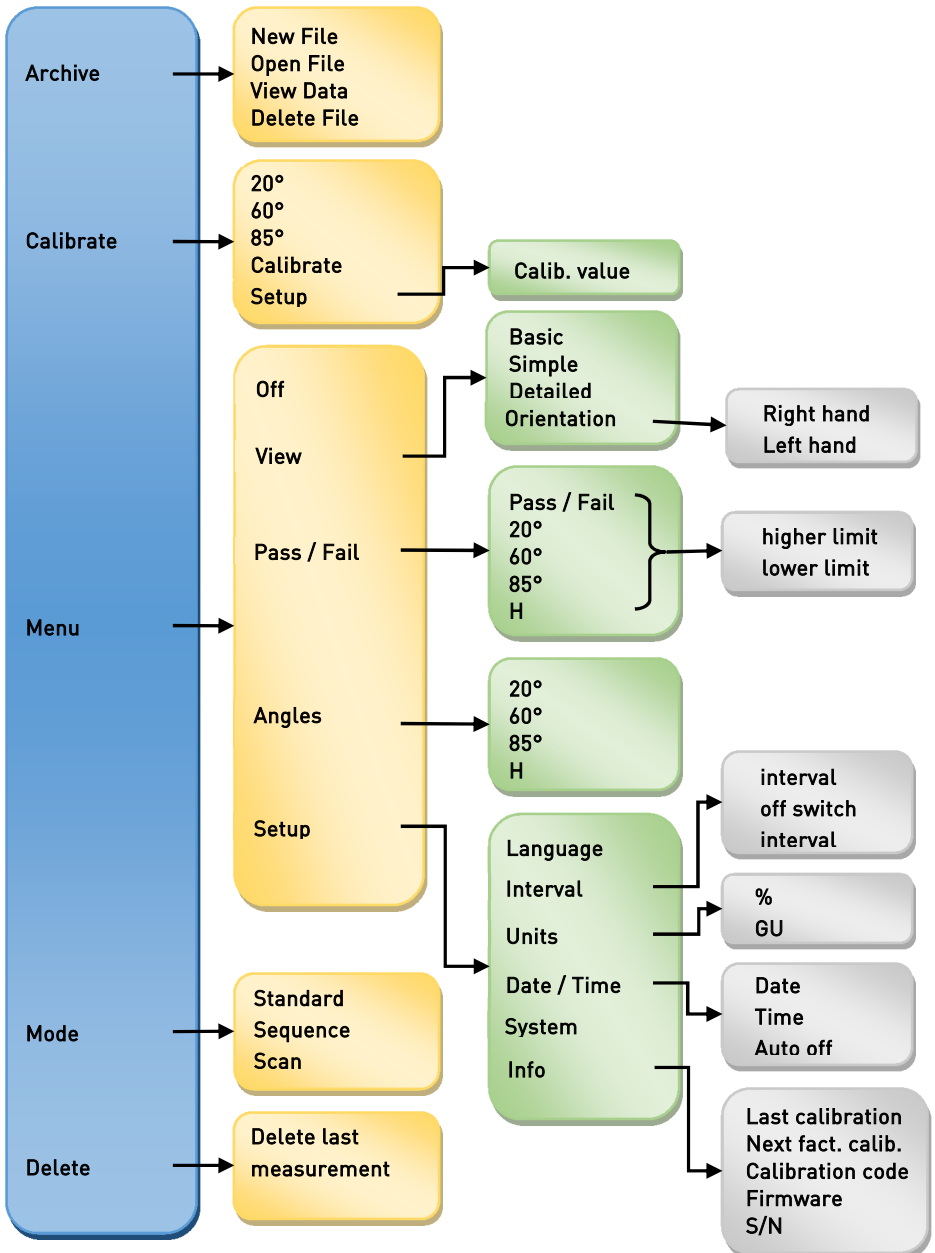 Archive
New File
Open File
View Data
Delete File
Calibrate
20°
60°
85°
Calibrate
Setup
Calib. value
Menu
Off
View
Pass / Fail
Angles
Setup
Basic
Simple
Detailed
Orientation
Right hand
Left hand
Pass / Fail
20°
60°
85°
H
higher limit
lower limit
20°
60°
85°
H
Language
Interval
Units
Date / Time
System
Info
interval
off switch
interval
%
GU
Date
Time
Auto off
Last calibration
Next fact. calib.
Calibration code
Firmware
S/N
Mode
Standard
Sequence
Scan
Delete
Delete last
measurement